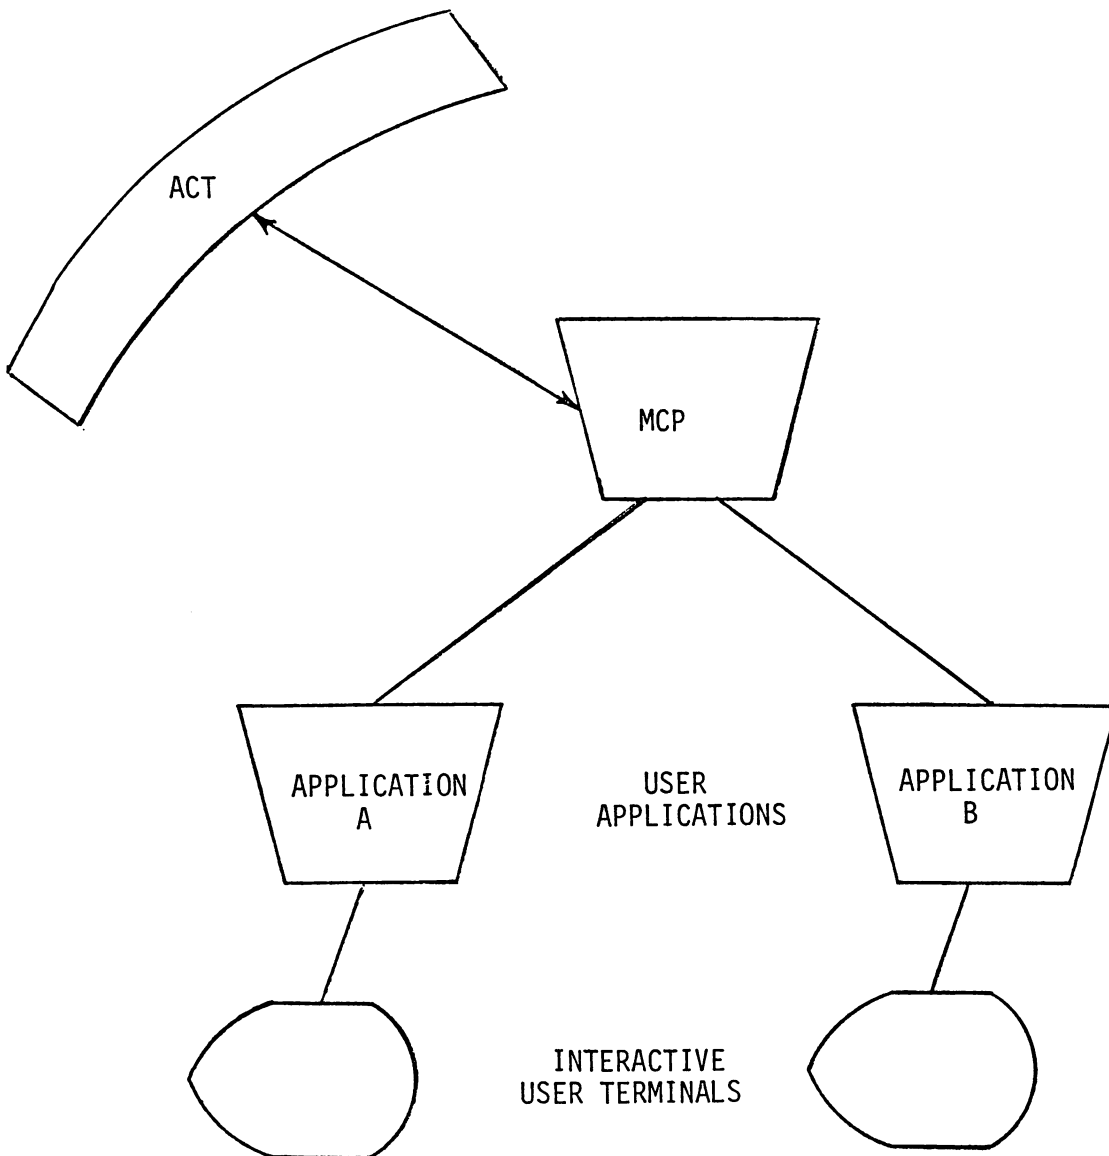 ACT
MCP
APPLICATION
A
USER
APPLICATIONS
APPLICATION
B
INTERACTIVE
USER TERMINALS